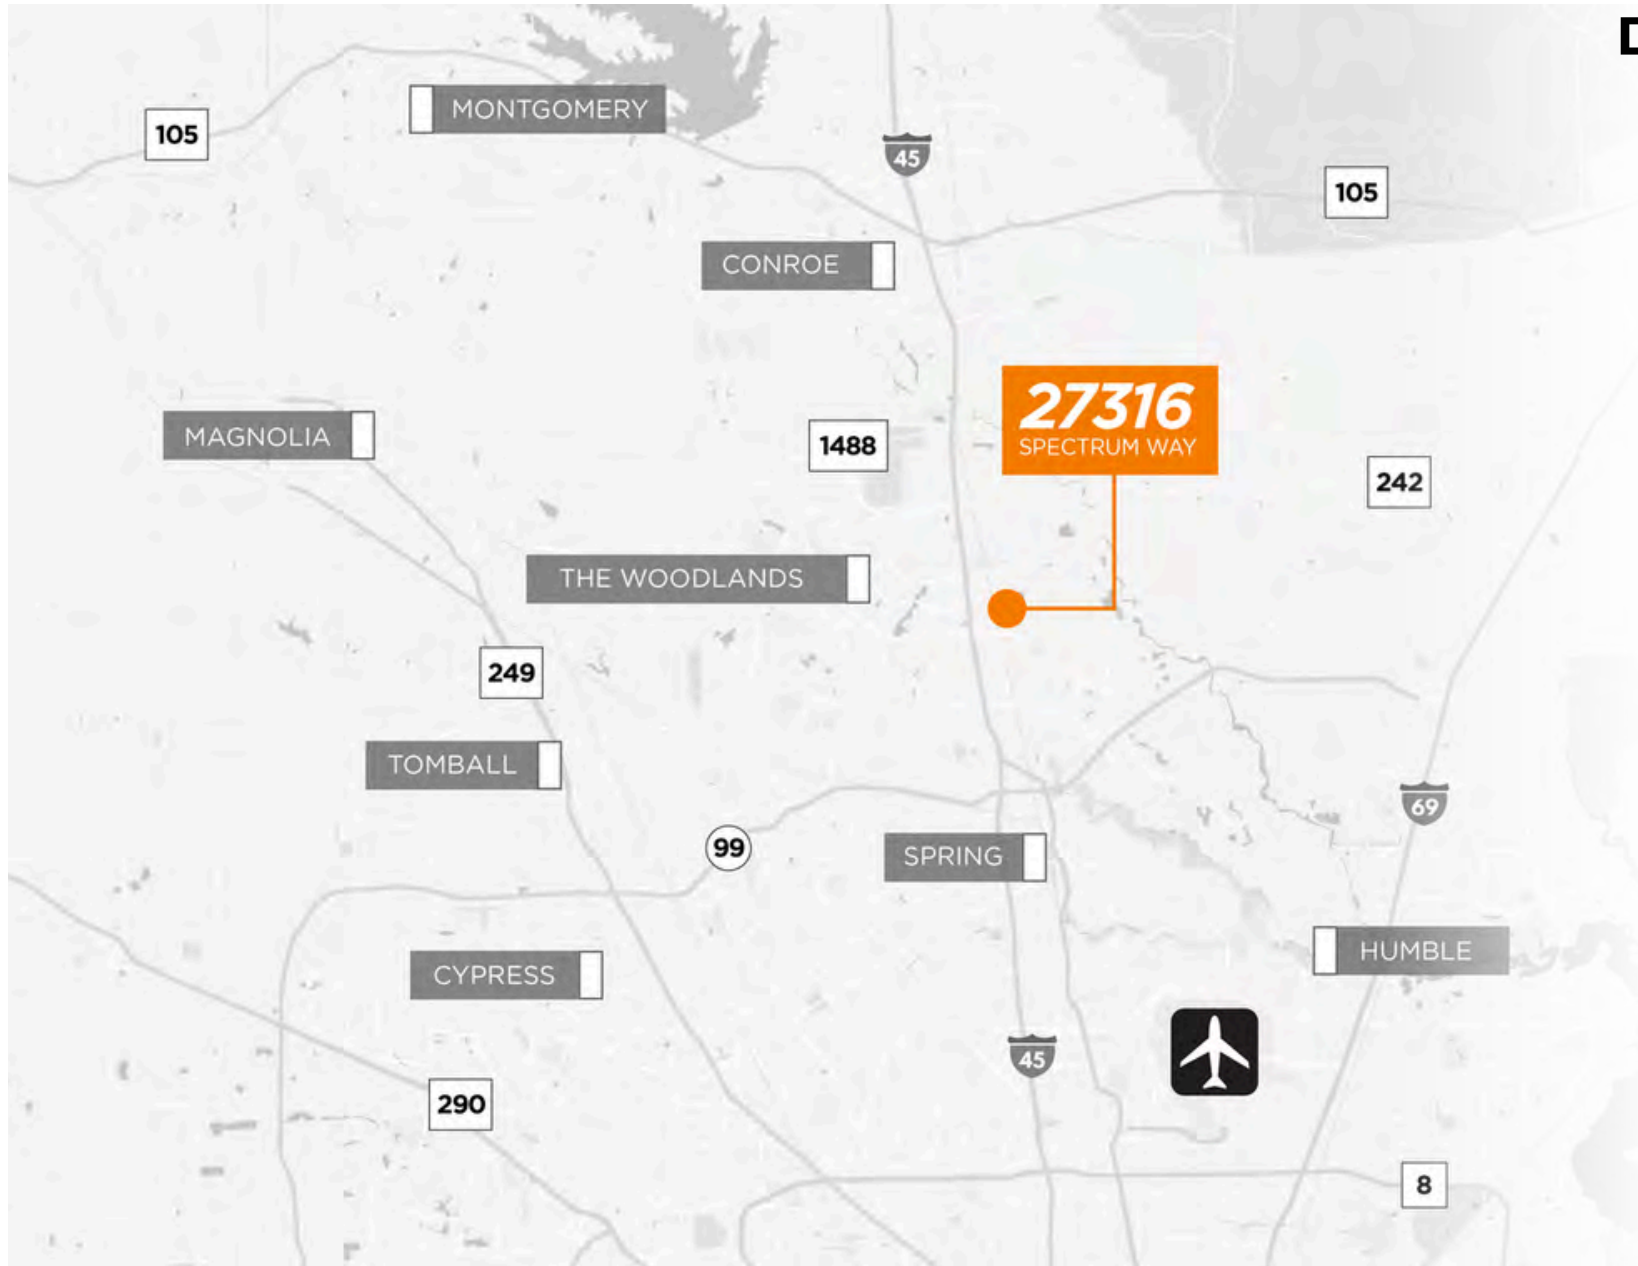 MONTGOMERY
105
45
105
CONROE
27316
SPECTRUM WAY
MAGNOLIA
1488
242
THE WOODLANDS
249
TOMBALL
69
99
SPRING
HUMBLE
CYPRESS
45
290
8